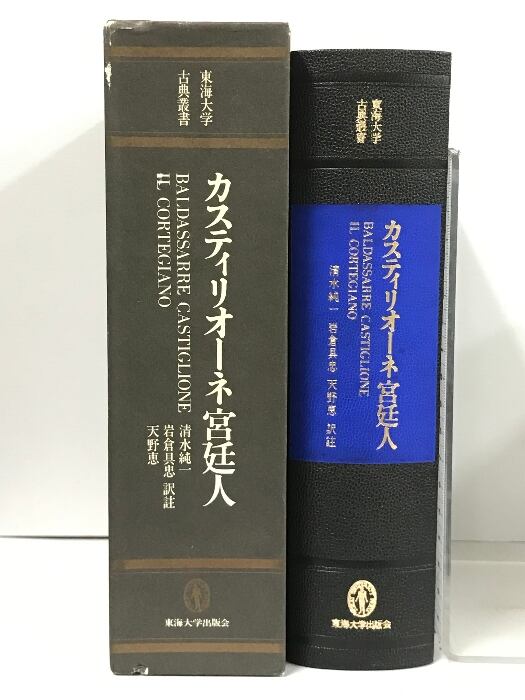 東海大学
古典叢書
カスティリオーネ宮廷人
BALDASSARRE CASTIGLIONE
IL CORTEGIANO
清水純一
岩倉具忠 訳註
天野恵
東海大学出版会
東海大学
古典叢書
カスティリオーネ宮廷人
BALDASSARRE CASTIGLIONE
IL CORTEGIANO
清水純一 岩倉具忠 天野恵 訳註
東海大学出版会